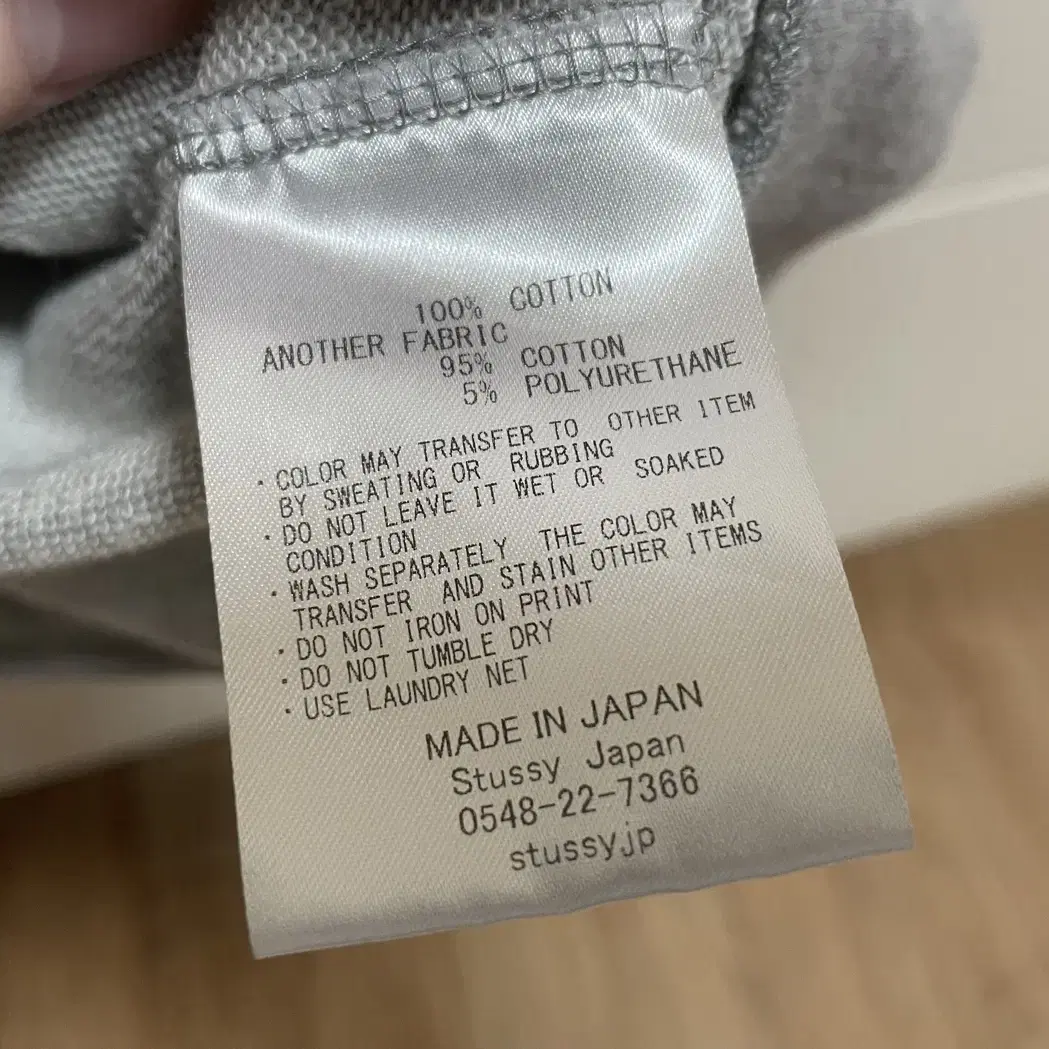 100% COTTON
ANOTHER FABRIC
95% COTTON
5% POLYURETHANE
・COLOR MAY TRANSFER TO OTHER ITEM
BY SWEATING OR RUBBING
・DO NOT LEAVE IT WET OR SOAKED
CONDITION
・WASH SEPARATELY THE COLOR MAY
TRANSFER AND STAIN OTHER ITEMS
・DO NOT IRON ON PRINT
・DO NOT TUMBLE DRY
・USE LAUNDRY NET
MADE IN JAPAN
Stussy Japan
0548-22-7366
stussy.jp